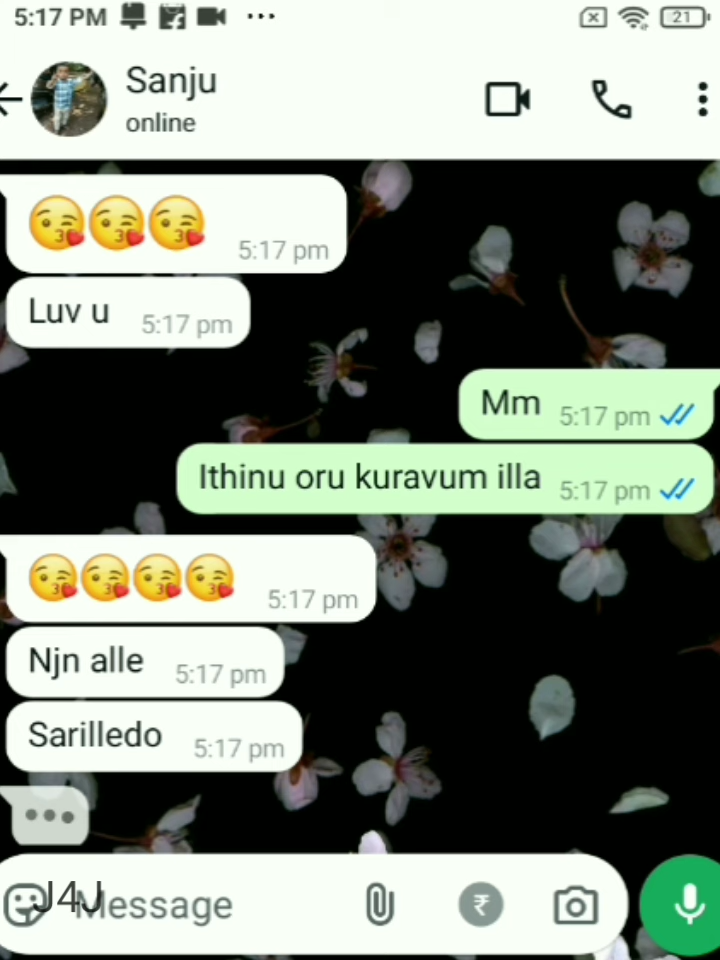 5:17 PM
21
Sanju
online
😘😘😘 5:17 pm
Luv u 5:17 pm
Mm 5:17 pm
Ithinu oru kuravum illa 5:17 pm
😘😘😘😘 5:17 pm
Njn alle 5:17 pm
Sarilledo 5:17 pm
J4J
Message